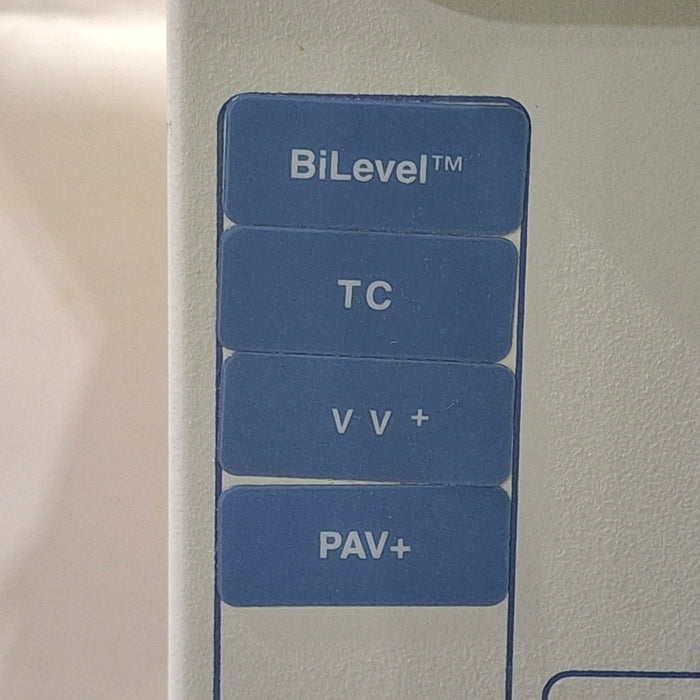 BiLevel™
TC
V V +
PAV+